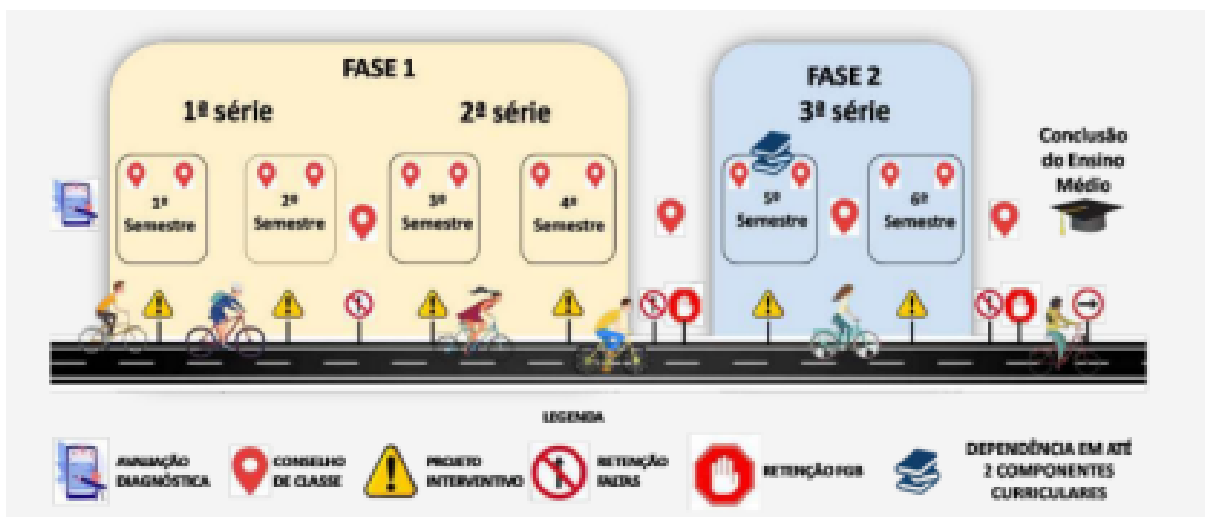 FASE 1
1ª série
2ª série
FASE 2
3ª série
1º
Semestre
2º
Semestre
3º
Semestre
4º
Semestre
5º
Semestre
6º
Semestre
Conclusão
do Ensino
Médio
LEGENDA
AVALIAÇÃO
DIAGNÓSTICA
CONSELHO
DE CLASSE
PROJETO
INTERVENTIVO
RETENÇÃO
FALTAS
RETENÇÃO FGB
DEPENDÊNCIA EM ATÉ
2 COMPONENTES
CURRICULARES